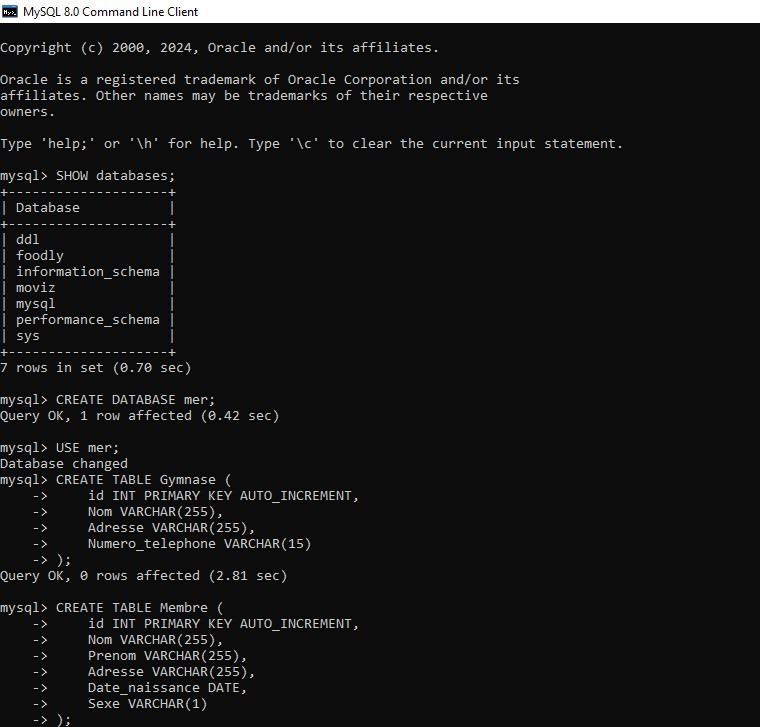 MySQL 8.0 Command Line Client
Copyright (c) 2000, 2024, Oracle and/or its affiliates.
Oracle is a registered trademark of Oracle Corporation and/or its
affiliates. Other names may be trademarks of their respective
owners.
Type 'help;' or '\h' for help. Type '\c' to clear the current input statement.
mysql> SHOW databases;
+--------------------+
| Database           |
+--------------------+
| ddl                |
| foodly             |
| information_schema |
| moviz              |
| mysql              |
| performance_schema |
| sys                |
+--------------------+
7 rows in set (0.70 sec)
mysql> CREATE DATABASE mer;
Query OK, 1 row affected (0.42 sec)
mysql> USE mer;
Database changed
mysql> CREATE TABLE Gymnase (
    ->     id INT PRIMARY KEY AUTO_INCREMENT,
    ->     Nom VARCHAR(255),
    ->     Adresse VARCHAR(255),
    ->     Numero_telephone VARCHAR(15)
    -> );
Query OK, 0 rows affected (2.81 sec)
mysql> CREATE TABLE Membre (
    ->     id INT PRIMARY KEY AUTO_INCREMENT,
    ->     Nom VARCHAR(255),
    ->     Prenom VARCHAR(255),
    ->     Adresse VARCHAR(255),
    ->     Date_naissance DATE,
    ->     Sexe VARCHAR(1)
    -> );